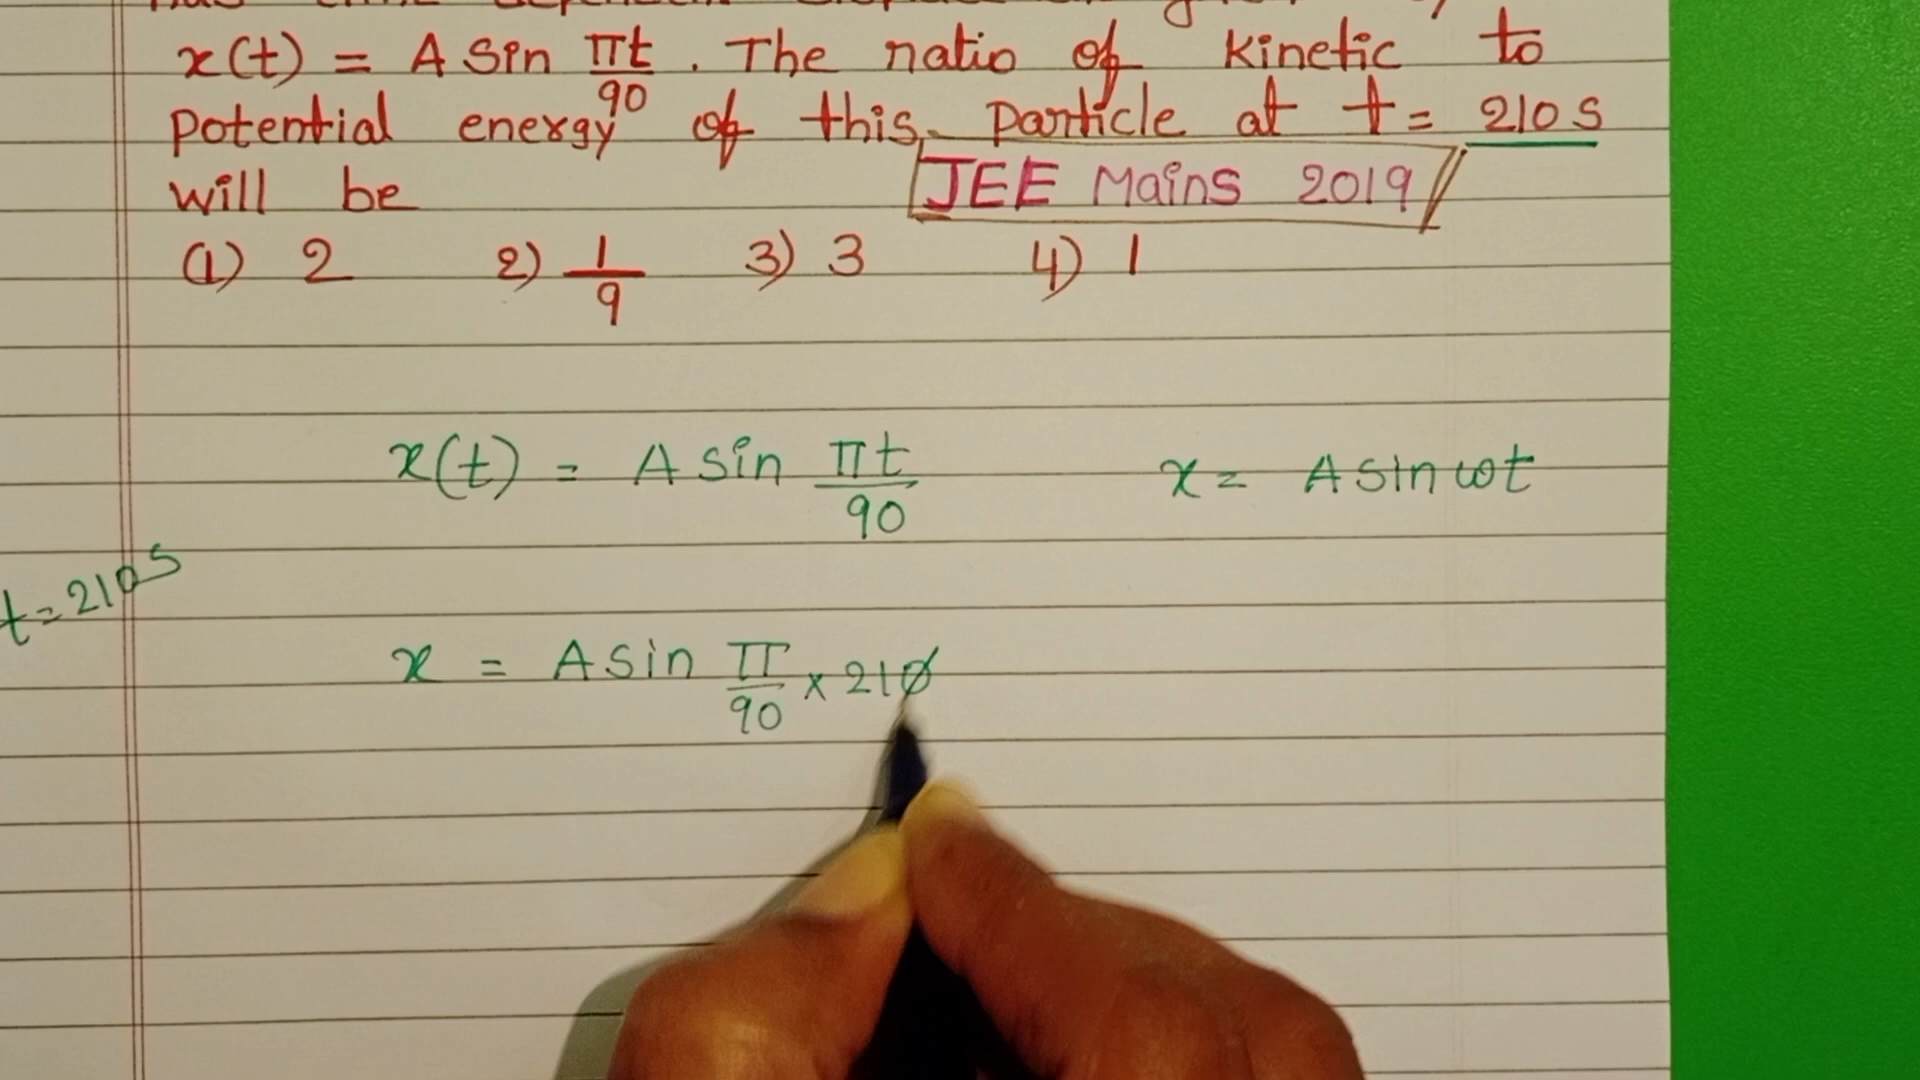 x(t) = A Sin πt/90 . The ratio of kinetic to
potential energy of this particle at t = 210 s
will be
JEE Mains 2019
(1) 2 2) 1/9 3) 3 4) 1
x(t) = A sin πt/90 x = A sin ωt
t = 210 s
x = A sin π/90 × 210